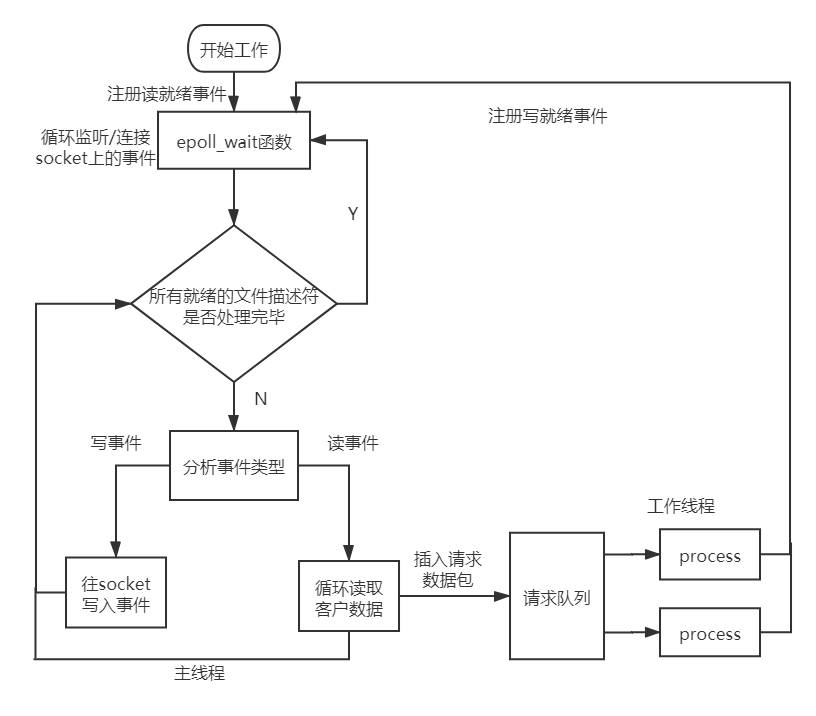 开始工作
注册读就绪事件
注册写就绪事件
循环监听/连接
socket上的事件
epoll_wait函数
Y
所有就绪的文件描述符
是否处理完毕
N
写事件
读事件
分析事件类型
工作线程
往socket
写入事件
循环读取
客户数据
插入请求
数据包
请求队列
process
process
主线程